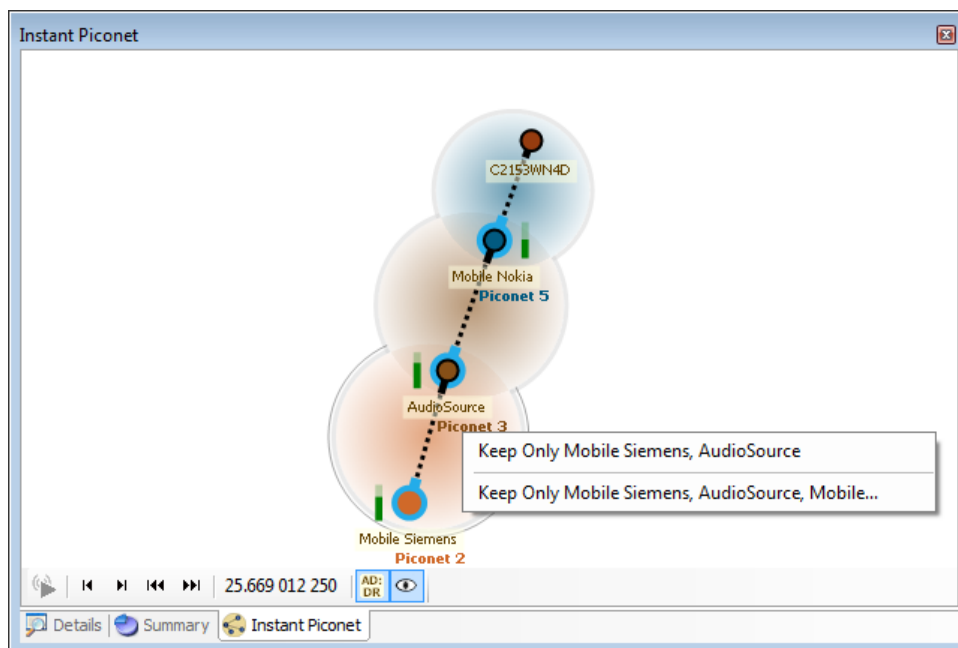 Instant Piconet
C2153WN4D
Mobile Nokia
Piconet 5
AudioSource
Piconet 3
Keep Only Mobile Siemens, AudioSource
Keep Only Mobile Siemens, AudioSource, Mobile...
Mobile Siemens
Piconet 2
25.669 012 250
AD:
DR
Details
Summary
Instant Piconet